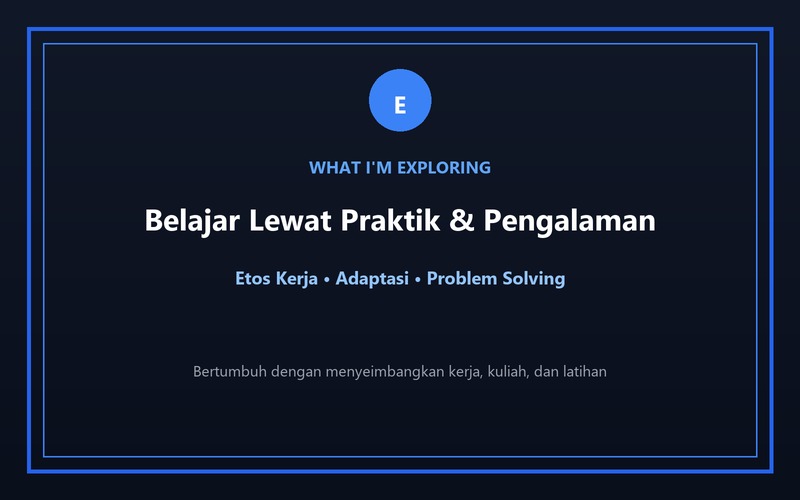 E
WHAT I'M EXPLORING
Belajar Lewat Praktik & Pengalaman
Etos Kerja • Adaptasi • Problem Solving
Bertumbuh dengan menyeimbangkan kerja, kuliah, dan latihan